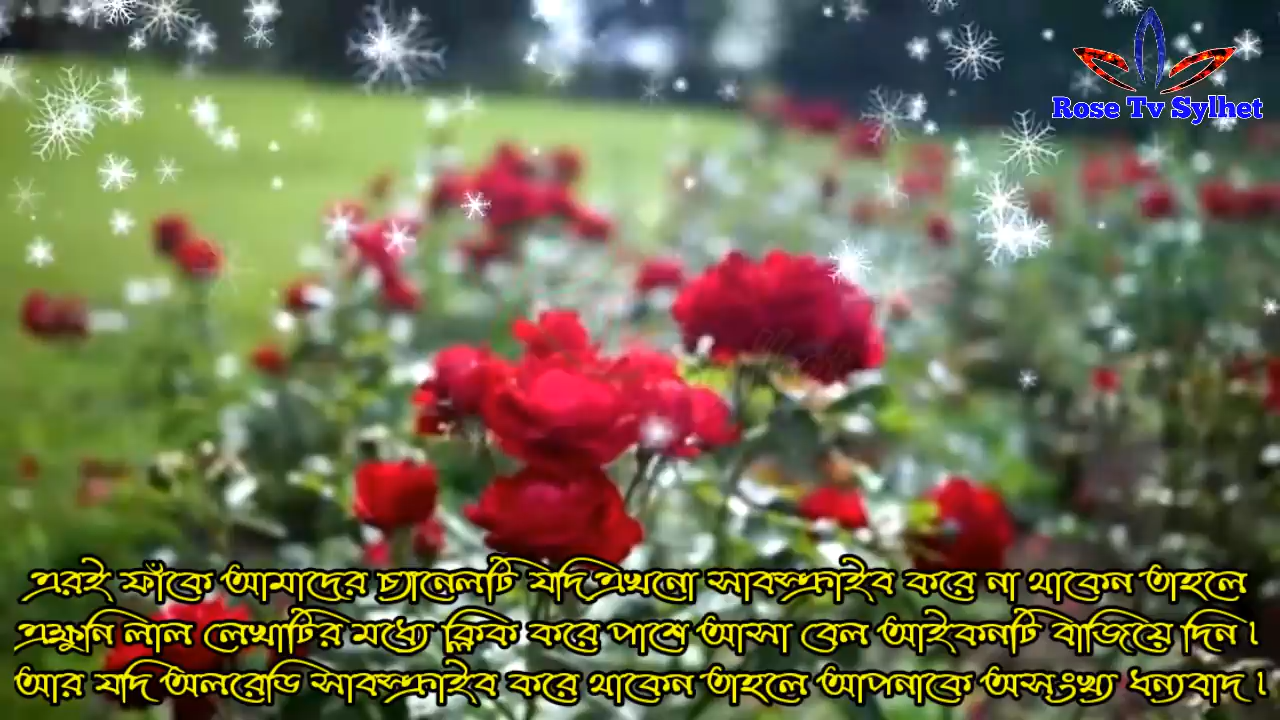 Rose Tv Sylhet
এরই ফাঁকে আমাদের চ্যানেলটি যদি এখনো সাবস্ক্রাইব করে না থাকেন তাহলে
এক্ষুনি লাল লেখাটির মধ্যে ক্লিক করে পাশে আসা বেল আইকনটি বাজিয়ে দিন।
আর যদি অলরেডি সাবস্ক্রাইব করে থাকেন তাহলে আপনাকে অসংখ্য ধন্যবাদ।